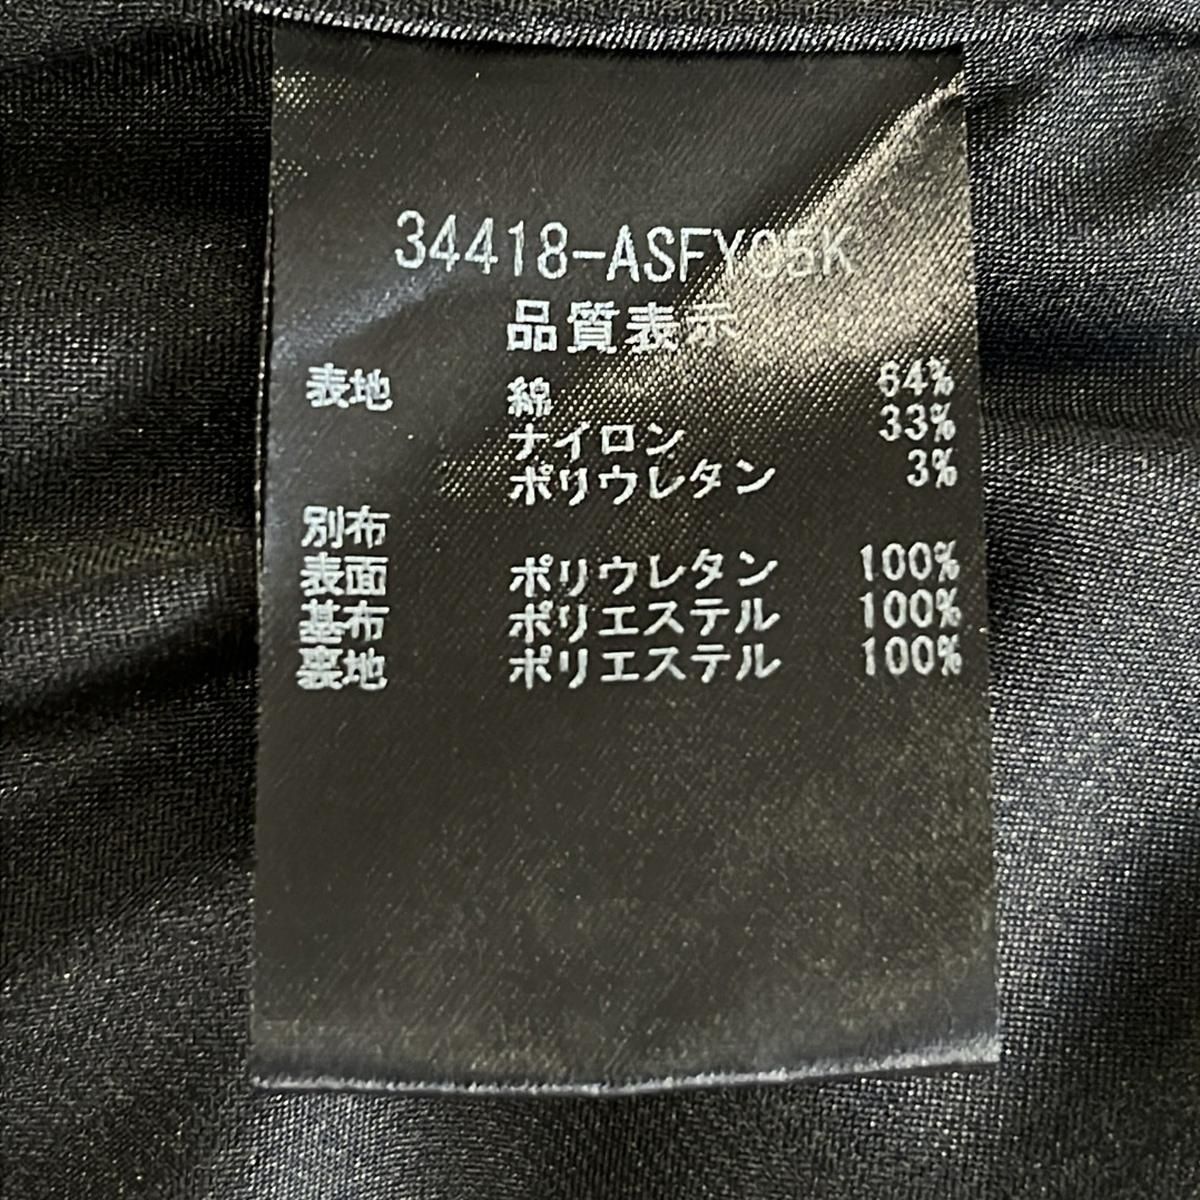 34418-ASFY05K
品質表示
表地 綿 64%
ナイロン 33%
ポリウレタン 3%
別布
表面 ポリウレタン 100%
基布 ポリエステル 100%
裏地 ポリエステル 100%